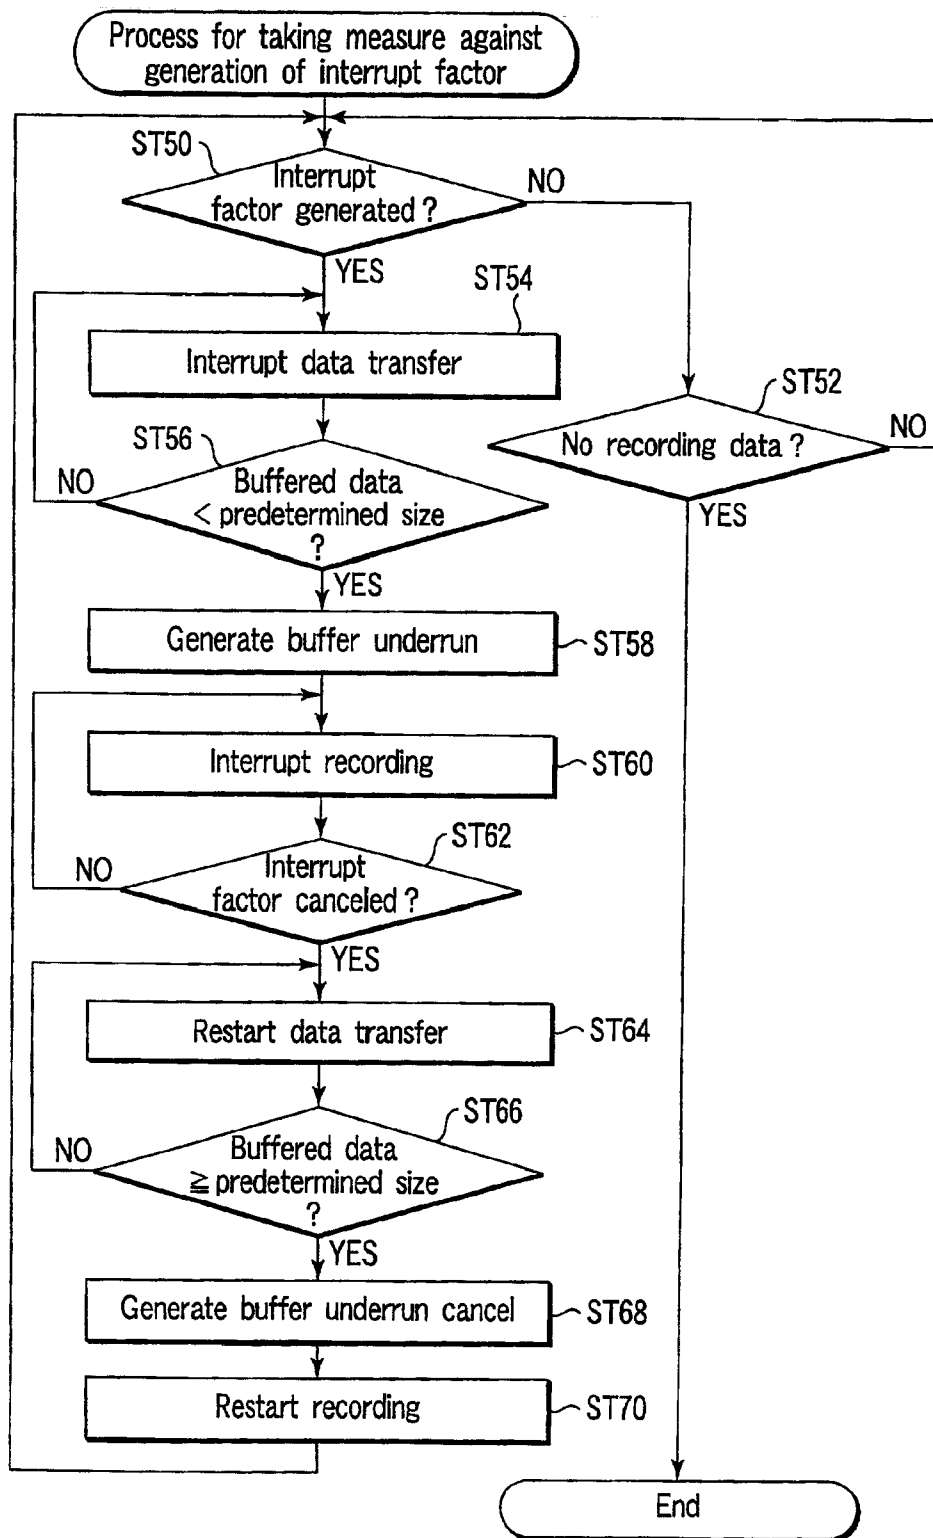 Process for taking measure against
generation of interrupt factor
ST50
Interrupt
factor generated ?
NO
YES
ST54
Interrupt data transfer
ST52
No recording data ?
NO
YES
ST56
Buffered data
< predetermined size
?
NO
YES
Generate buffer underrun
ST58
Interrupt recording
ST60
ST62
Interrupt
factor canceled ?
NO
YES
Restart data transfer
ST64
ST66
Buffered data
≧ predetermined size
?
NO
YES
Generate buffer underrun cancel
ST68
Restart recording
ST70
End